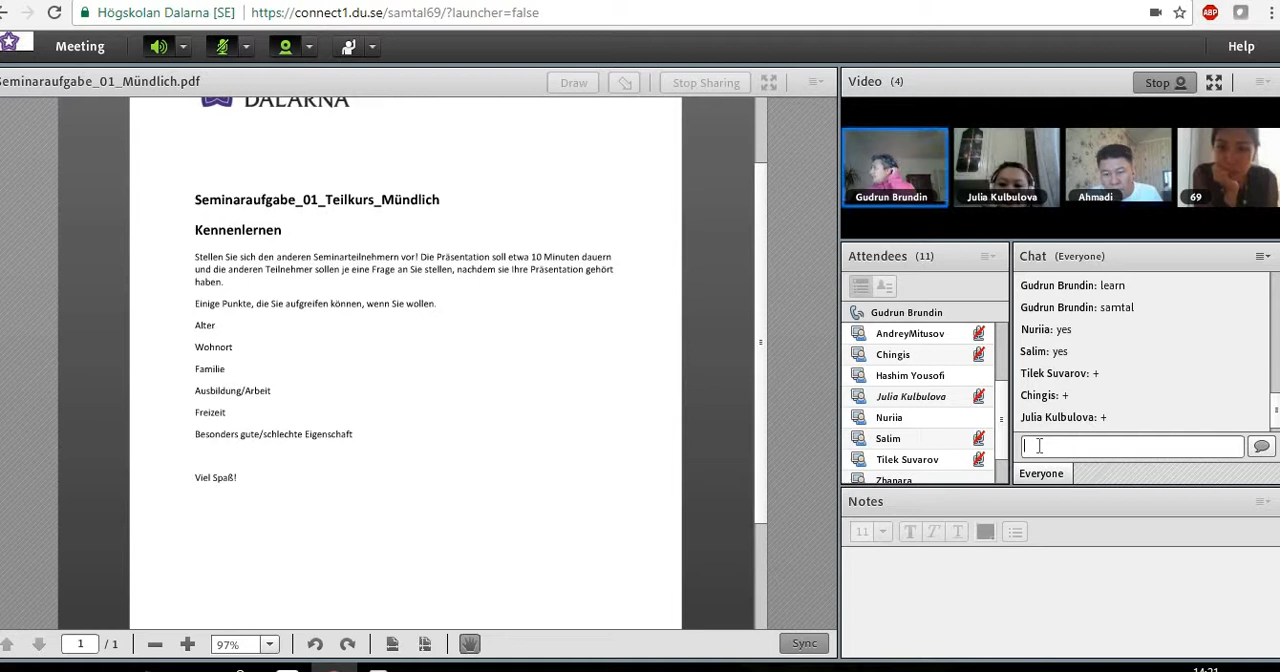 Högskolan Dalarna [SE] https://connect1.du.se/samtal69/?launcher=false
ABP
Meeting
Help
Seminaraufgabe_01_Mündlich.pdf
Draw
Stop Sharing
DALARNA
Seminaraufgabe_01_Teilkurs_Mündlich
Kennenlernen
Stellen Sie sich den anderen Seminarteilnehmern vor! Die Präsentation soll etwa 10 Minuten dauern
und die anderen Teilnehmer sollen je eine Frage an Sie stellen, nachdem sie Ihre Präsentation gehört
haben.
Einige Punkte, die Sie aufgreifen können, wenn Sie wollen.
Alter
Wohnort
Familie
Ausbildung/Arbeit
Freizeit
Besonders gute/schlechte Eigenschaft
Viel Spaß!
1 / 1
97%
Sync
Video (4)
Stop
Gudrun Brundin
Julia Kulbulova
Ahmadi
69
Attendees (11)
Gudrun Brundin
AndreyMitusov
Chingis
Hashim Yousofi
Julia Kulbulova
Nuriia
Salim
Tilek Suvarov
Zhanara
Chat (Everyone)
Gudrun Brundin: learn
Gudrun Brundin: samtal
Nuriia: yes
Salim: yes
Tilek Suvarov: +
Chingis: +
Julia Kulbulova: +
Everyone
Notes
11
T T T
14:21